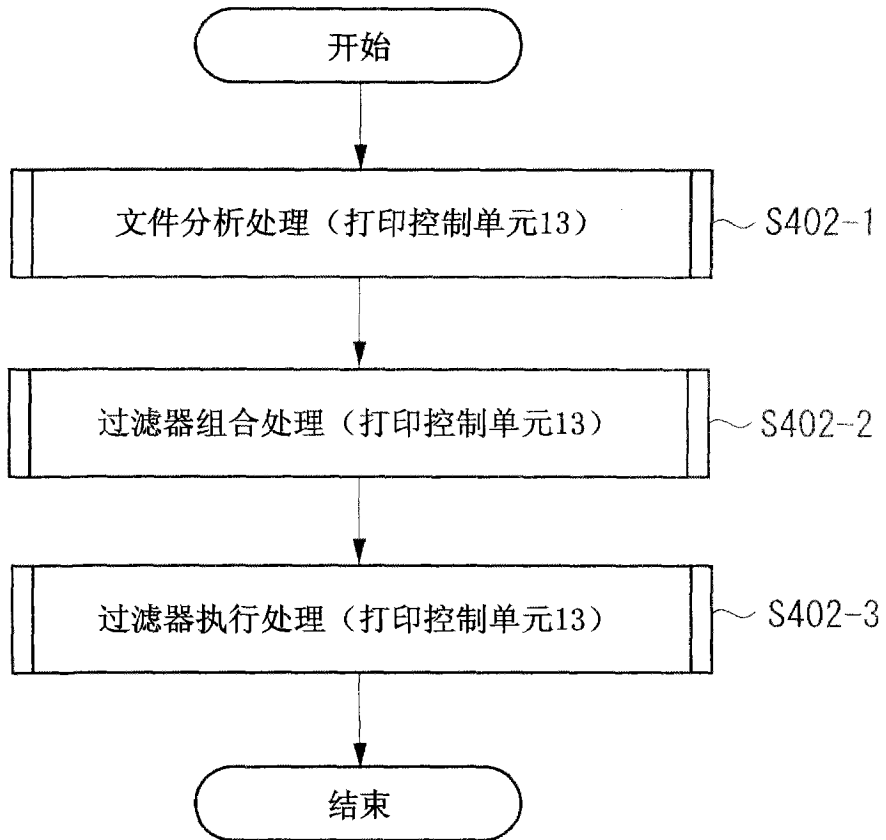 开始
文件分析处理（打印控制单元13）
S402-1
过滤器组合处理（打印控制单元13）
S402-2
过滤器执行处理（打印控制单元13）
S402-3
结束